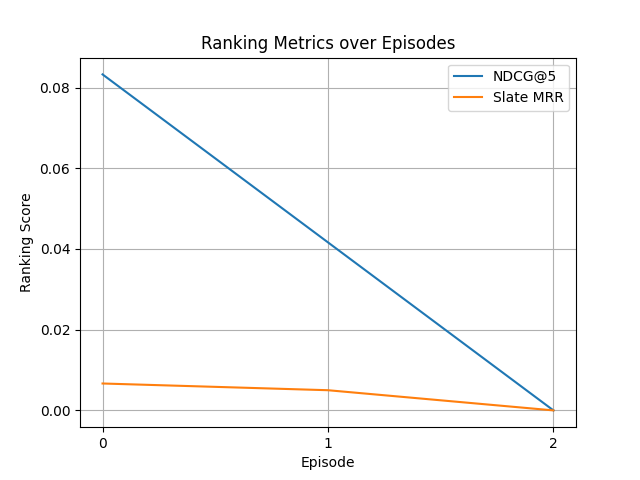 Ranking Metrics over Episodes
NDCG@5
Slate MRR
0.08
0.06
0.04
0.02
0.00
Ranking Score
0 1 2
Episode